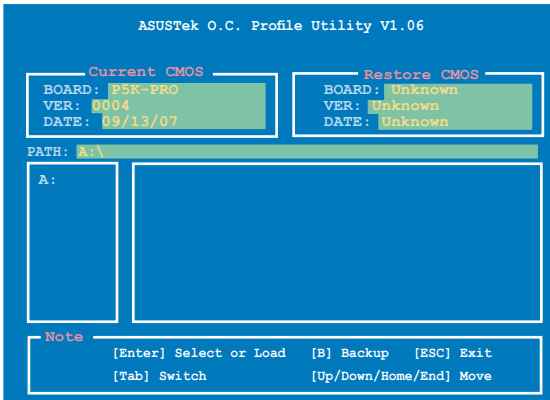 ASUSTek O.C. Profile Utility V1.06
Current CMOS
BOARD: P5K-PRO
VER: 0004
DATE: 09/13/07
Restore CMOS
BOARD: Unknown
VER: Unknown
DATE: Unknown
PATH: A:\
A:
Note
[Enter] Select or Load [B] Backup [ESC] Exit
[Tab] Switch [Up/Down/Home/End] Move